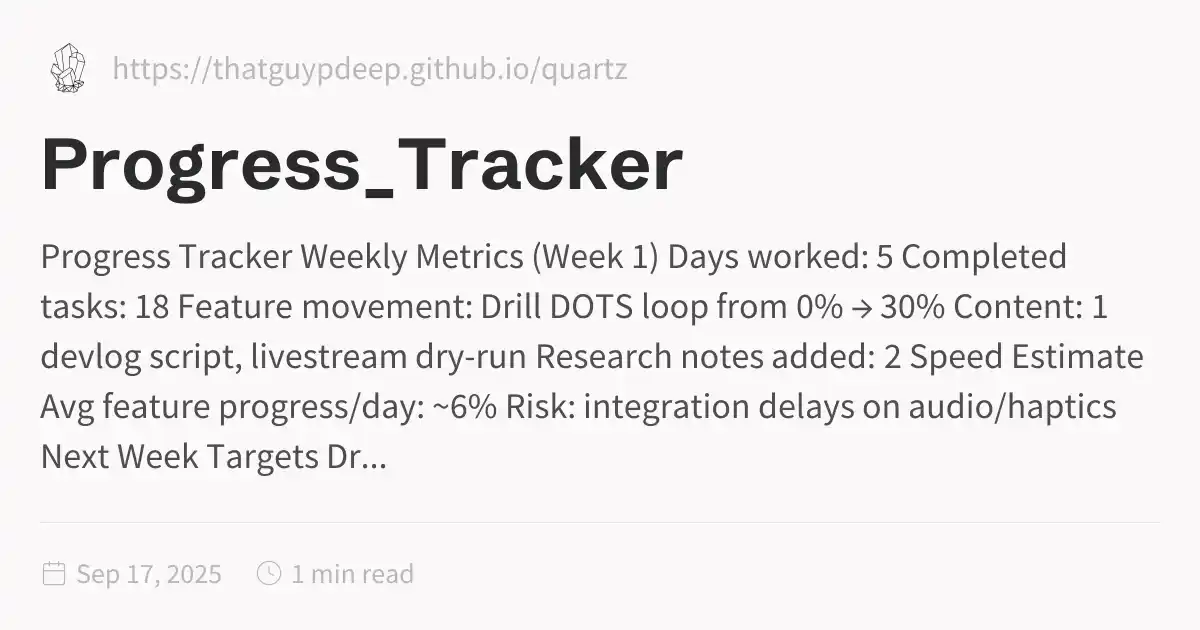 https://thatguypdeep.github.io/quartz
Progress_Tracker
Progress Tracker Weekly Metrics (Week 1) Days worked: 5 Completed
tasks: 18 Feature movement: Drill DOTS loop from 0% → 30% Content: 1
devlog script, livestream dry-run Research notes added: 2 Speed Estimate
Avg feature progress/day: ~6% Risk: integration delays on audio/haptics
Next Week Targets Dr...
Sep 17, 2025 1 min read